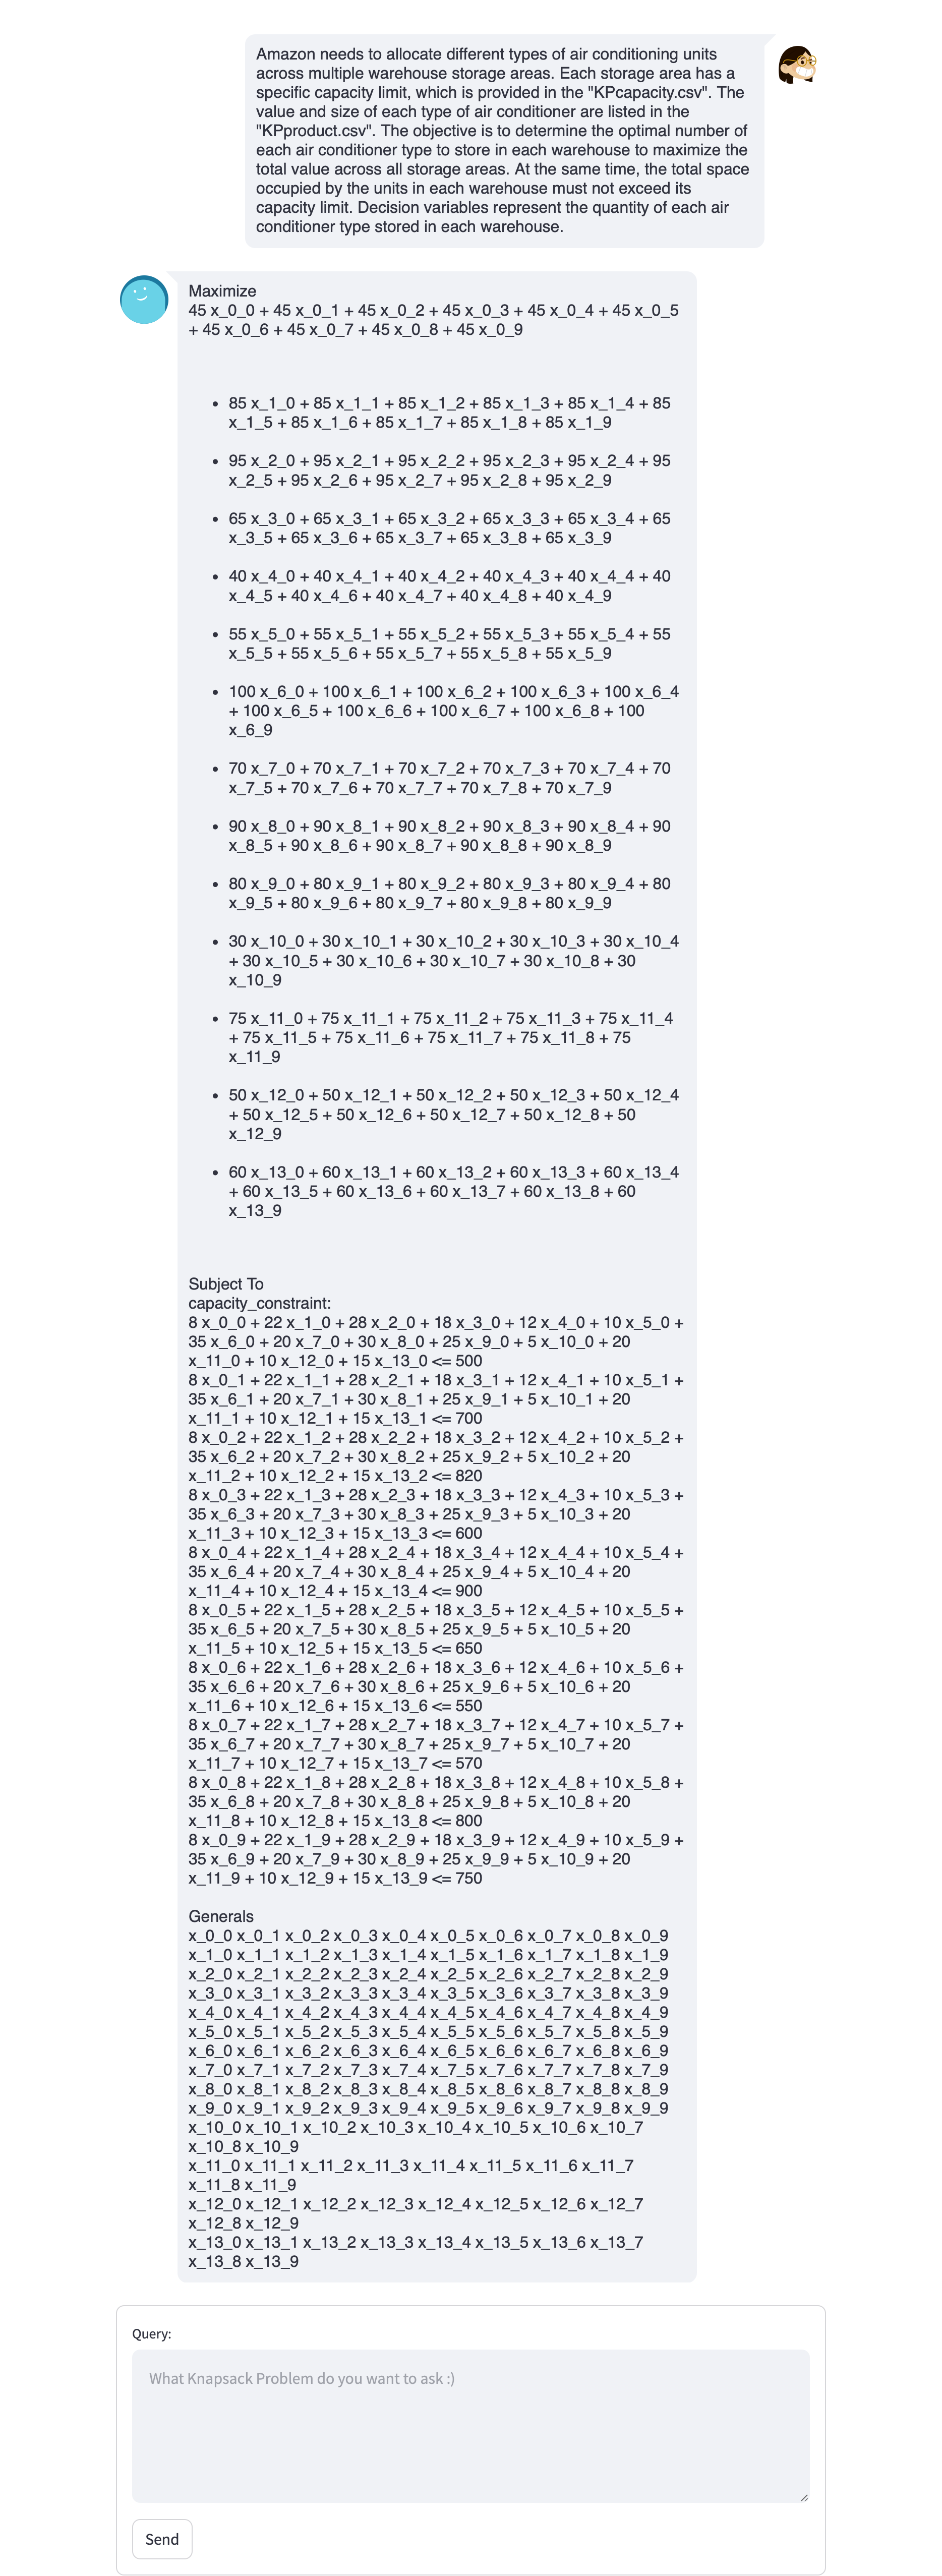 Amazon needs to allocate different types of air conditioning units
across multiple warehouse storage areas. Each storage area has a
specific capacity limit, which is provided in the "KPcapacity.csv". The
value and size of each type of air conditioner are listed in the
"KPproduct.csv". The objective is to determine the optimal number of
each air conditioner type to store in each warehouse to maximize the
total value across all storage areas. At the same time, the total space
occupied by the units in each warehouse must not exceed its
capacity limit. Decision variables represent the quantity of each air
conditioner type stored in each warehouse.
Maximize
45 x_0_0 + 45 x_0_1 + 45 x_0_2 + 45 x_0_3 + 45 x_0_4 + 45 x_0_5
+ 45 x_0_6 + 45 x_0_7 + 45 x_0_8 + 45 x_0_9
• 85 x_1_0 + 85 x_1_1 + 85 x_1_2 + 85 x_1_3 + 85 x_1_4 + 85
x_1_5 + 85 x_1_6 + 85 x_1_7 + 85 x_1_8 + 85 x_1_9
• 95 x_2_0 + 95 x_2_1 + 95 x_2_2 + 95 x_2_3 + 95 x_2_4 + 95
x_2_5 + 95 x_2_6 + 95 x_2_7 + 95 x_2_8 + 95 x_2_9
• 65 x_3_0 + 65 x_3_1 + 65 x_3_2 + 65 x_3_3 + 65 x_3_4 + 65
x_3_5 + 65 x_3_6 + 65 x_3_7 + 65 x_3_8 + 65 x_3_9
• 40 x_4_0 + 40 x_4_1 + 40 x_4_2 + 40 x_4_3 + 40 x_4_4 + 40
x_4_5 + 40 x_4_6 + 40 x_4_7 + 40 x_4_8 + 40 x_4_9
• 55 x_5_0 + 55 x_5_1 + 55 x_5_2 + 55 x_5_3 + 55 x_5_4 + 55
x_5_5 + 55 x_5_6 + 55 x_5_7 + 55 x_5_8 + 55 x_5_9
• 100 x_6_0 + 100 x_6_1 + 100 x_6_2 + 100 x_6_3 + 100 x_6_4
+ 100 x_6_5 + 100 x_6_6 + 100 x_6_7 + 100 x_6_8 + 100
x_6_9
• 70 x_7_0 + 70 x_7_1 + 70 x_7_2 + 70 x_7_3 + 70 x_7_4 + 70
x_7_5 + 70 x_7_6 + 70 x_7_7 + 70 x_7_8 + 70 x_7_9
• 90 x_8_0 + 90 x_8_1 + 90 x_8_2 + 90 x_8_3 + 90 x_8_4 + 90
x_8_5 + 90 x_8_6 + 90 x_8_7 + 90 x_8_8 + 90 x_8_9
• 80 x_9_0 + 80 x_9_1 + 80 x_9_2 + 80 x_9_3 + 80 x_9_4 + 80
x_9_5 + 80 x_9_6 + 80 x_9_7 + 80 x_9_8 + 80 x_9_9
• 30 x_10_0 + 30 x_10_1 + 30 x_10_2 + 30 x_10_3 + 30 x_10_4
+ 30 x_10_5 + 30 x_10_6 + 30 x_10_7 + 30 x_10_8 + 30
x_10_9
• 75 x_11_0 + 75 x_11_1 + 75 x_11_2 + 75 x_11_3 + 75 x_11_4
+ 75 x_11_5 + 75 x_11_6 + 75 x_11_7 + 75 x_11_8 + 75
x_11_9
• 50 x_12_0 + 50 x_12_1 + 50 x_12_2 + 50 x_12_3 + 50 x_12_4
+ 50 x_12_5 + 50 x_12_6 + 50 x_12_7 + 50 x_12_8 + 50
x_12_9
• 60 x_13_0 + 60 x_13_1 + 60 x_13_2 + 60 x_13_3 + 60 x_13_4
+ 60 x_13_5 + 60 x_13_6 + 60 x_13_7 + 60 x_13_8 + 60
x_13_9
Subject To
capacity_constraint:
8 x_0_0 + 22 x_1_0 + 28 x_2_0 + 18 x_3_0 + 12 x_4_0 + 10 x_5_0 +
35 x_6_0 + 20 x_7_0 + 30 x_8_0 + 25 x_9_0 + 5 x_10_0 + 20
x_11_0 + 10 x_12_0 + 15 x_13_0 <= 500
8 x_0_1 + 22 x_1_1 + 28 x_2_1 + 18 x_3_1 + 12 x_4_1 + 10 x_5_1 +
35 x_6_1 + 20 x_7_1 + 30 x_8_1 + 25 x_9_1 + 5 x_10_1 + 20
x_11_1 + 10 x_12_1 + 15 x_13_1 <= 700
8 x_0_2 + 22 x_1_2 + 28 x_2_2 + 18 x_3_2 + 12 x_4_2 + 10 x_5_2 +
35 x_6_2 + 20 x_7_2 + 30 x_8_2 + 25 x_9_2 + 5 x_10_2 + 20
x_11_2 + 10 x_12_2 + 15 x_13_2 <= 820
8 x_0_3 + 22 x_1_3 + 28 x_2_3 + 18 x_3_3 + 12 x_4_3 + 10 x_5_3 +
35 x_6_3 + 20 x_7_3 + 30 x_8_3 + 25 x_9_3 + 5 x_10_3 + 20
x_11_3 + 10 x_12_3 + 15 x_13_3 <= 600
8 x_0_4 + 22 x_1_4 + 28 x_2_4 + 18 x_3_4 + 12 x_4_4 + 10 x_5_4 +
35 x_6_4 + 20 x_7_4 + 30 x_8_4 + 25 x_9_4 + 5 x_10_4 + 20
x_11_4 + 10 x_12_4 + 15 x_13_4 <= 900
8 x_0_5 + 22 x_1_5 + 28 x_2_5 + 18 x_3_5 + 12 x_4_5 + 10 x_5_5 +
35 x_6_5 + 20 x_7_5 + 30 x_8_5 + 25 x_9_5 + 5 x_10_5 + 20
x_11_5 + 10 x_12_5 + 15 x_13_5 <= 650
8 x_0_6 + 22 x_1_6 + 28 x_2_6 + 18 x_3_6 + 12 x_4_6 + 10 x_5_6 +
35 x_6_6 + 20 x_7_6 + 30 x_8_6 + 25 x_9_6 + 5 x_10_6 + 20
x_11_6 + 10 x_12_6 + 15 x_13_6 <= 550
8 x_0_7 + 22 x_1_7 + 28 x_2_7 + 18 x_3_7 + 12 x_4_7 + 10 x_5_7 +
35 x_6_7 + 20 x_7_7 + 30 x_8_7 + 25 x_9_7 + 5 x_10_7 + 20
x_11_7 + 10 x_12_7 + 15 x_13_7 <= 570
8 x_0_8 + 22 x_1_8 + 28 x_2_8 + 18 x_3_8 + 12 x_4_8 + 10 x_5_8 +
35 x_6_8 + 20 x_7_8 + 30 x_8_8 + 25 x_9_8 + 5 x_10_8 + 20
x_11_8 + 10 x_12_8 + 15 x_13_8 <= 800
8 x_0_9 + 22 x_1_9 + 28 x_2_9 + 18 x_3_9 + 12 x_4_9 + 10 x_5_9 +
35 x_6_9 + 20 x_7_9 + 30 x_8_9 + 25 x_9_9 + 5 x_10_9 + 20
x_11_9 + 10 x_12_9 + 15 x_13_9 <= 750
Generals
x_0_0 x_0_1 x_0_2 x_0_3 x_0_4 x_0_5 x_0_6 x_0_7 x_0_8 x_0_9
x_1_0 x_1_1 x_1_2 x_1_3 x_1_4 x_1_5 x_1_6 x_1_7 x_1_8 x_1_9
x_2_0 x_2_1 x_2_2 x_2_3 x_2_4 x_2_5 x_2_6 x_2_7 x_2_8 x_2_9
x_3_0 x_3_1 x_3_2 x_3_3 x_3_4 x_3_5 x_3_6 x_3_7 x_3_8 x_3_9
x_4_0 x_4_1 x_4_2 x_4_3 x_4_4 x_4_5 x_4_6 x_4_7 x_4_8 x_4_9
x_5_0 x_5_1 x_5_2 x_5_3 x_5_4 x_5_5 x_5_6 x_5_7 x_5_8 x_5_9
x_6_0 x_6_1 x_6_2 x_6_3 x_6_4 x_6_5 x_6_6 x_6_7 x_6_8 x_6_9
x_7_0 x_7_1 x_7_2 x_7_3 x_7_4 x_7_5 x_7_6 x_7_7 x_7_8 x_7_9
x_8_0 x_8_1 x_8_2 x_8_3 x_8_4 x_8_5 x_8_6 x_8_7 x_8_8 x_8_9
x_9_0 x_9_1 x_9_2 x_9_3 x_9_4 x_9_5 x_9_6 x_9_7 x_9_8 x_9_9
x_10_0 x_10_1 x_10_2 x_10_3 x_10_4 x_10_5 x_10_6 x_10_7
x_10_8 x_10_9
x_11_0 x_11_1 x_11_2 x_11_3 x_11_4 x_11_5 x_11_6 x_11_7
x_11_8 x_11_9
x_12_0 x_12_1 x_12_2 x_12_3 x_12_4 x_12_5 x_12_6 x_12_7
x_12_8 x_12_9
x_13_0 x_13_1 x_13_2 x_13_3 x_13_4 x_13_5 x_13_6 x_13_7
x_13_8 x_13_9
Query:
What Knapsack Problem do you want to ask :)
Send